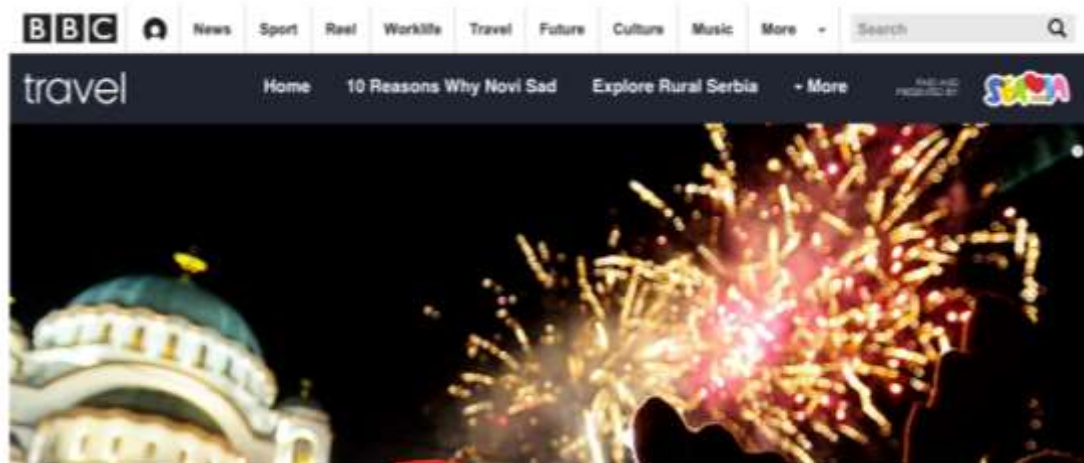 BBC News Sport Reel Worklife Travel Future Culture Music More Search
travel Home 10 Reasons Why Novi Sad Explore Rural Serbia More